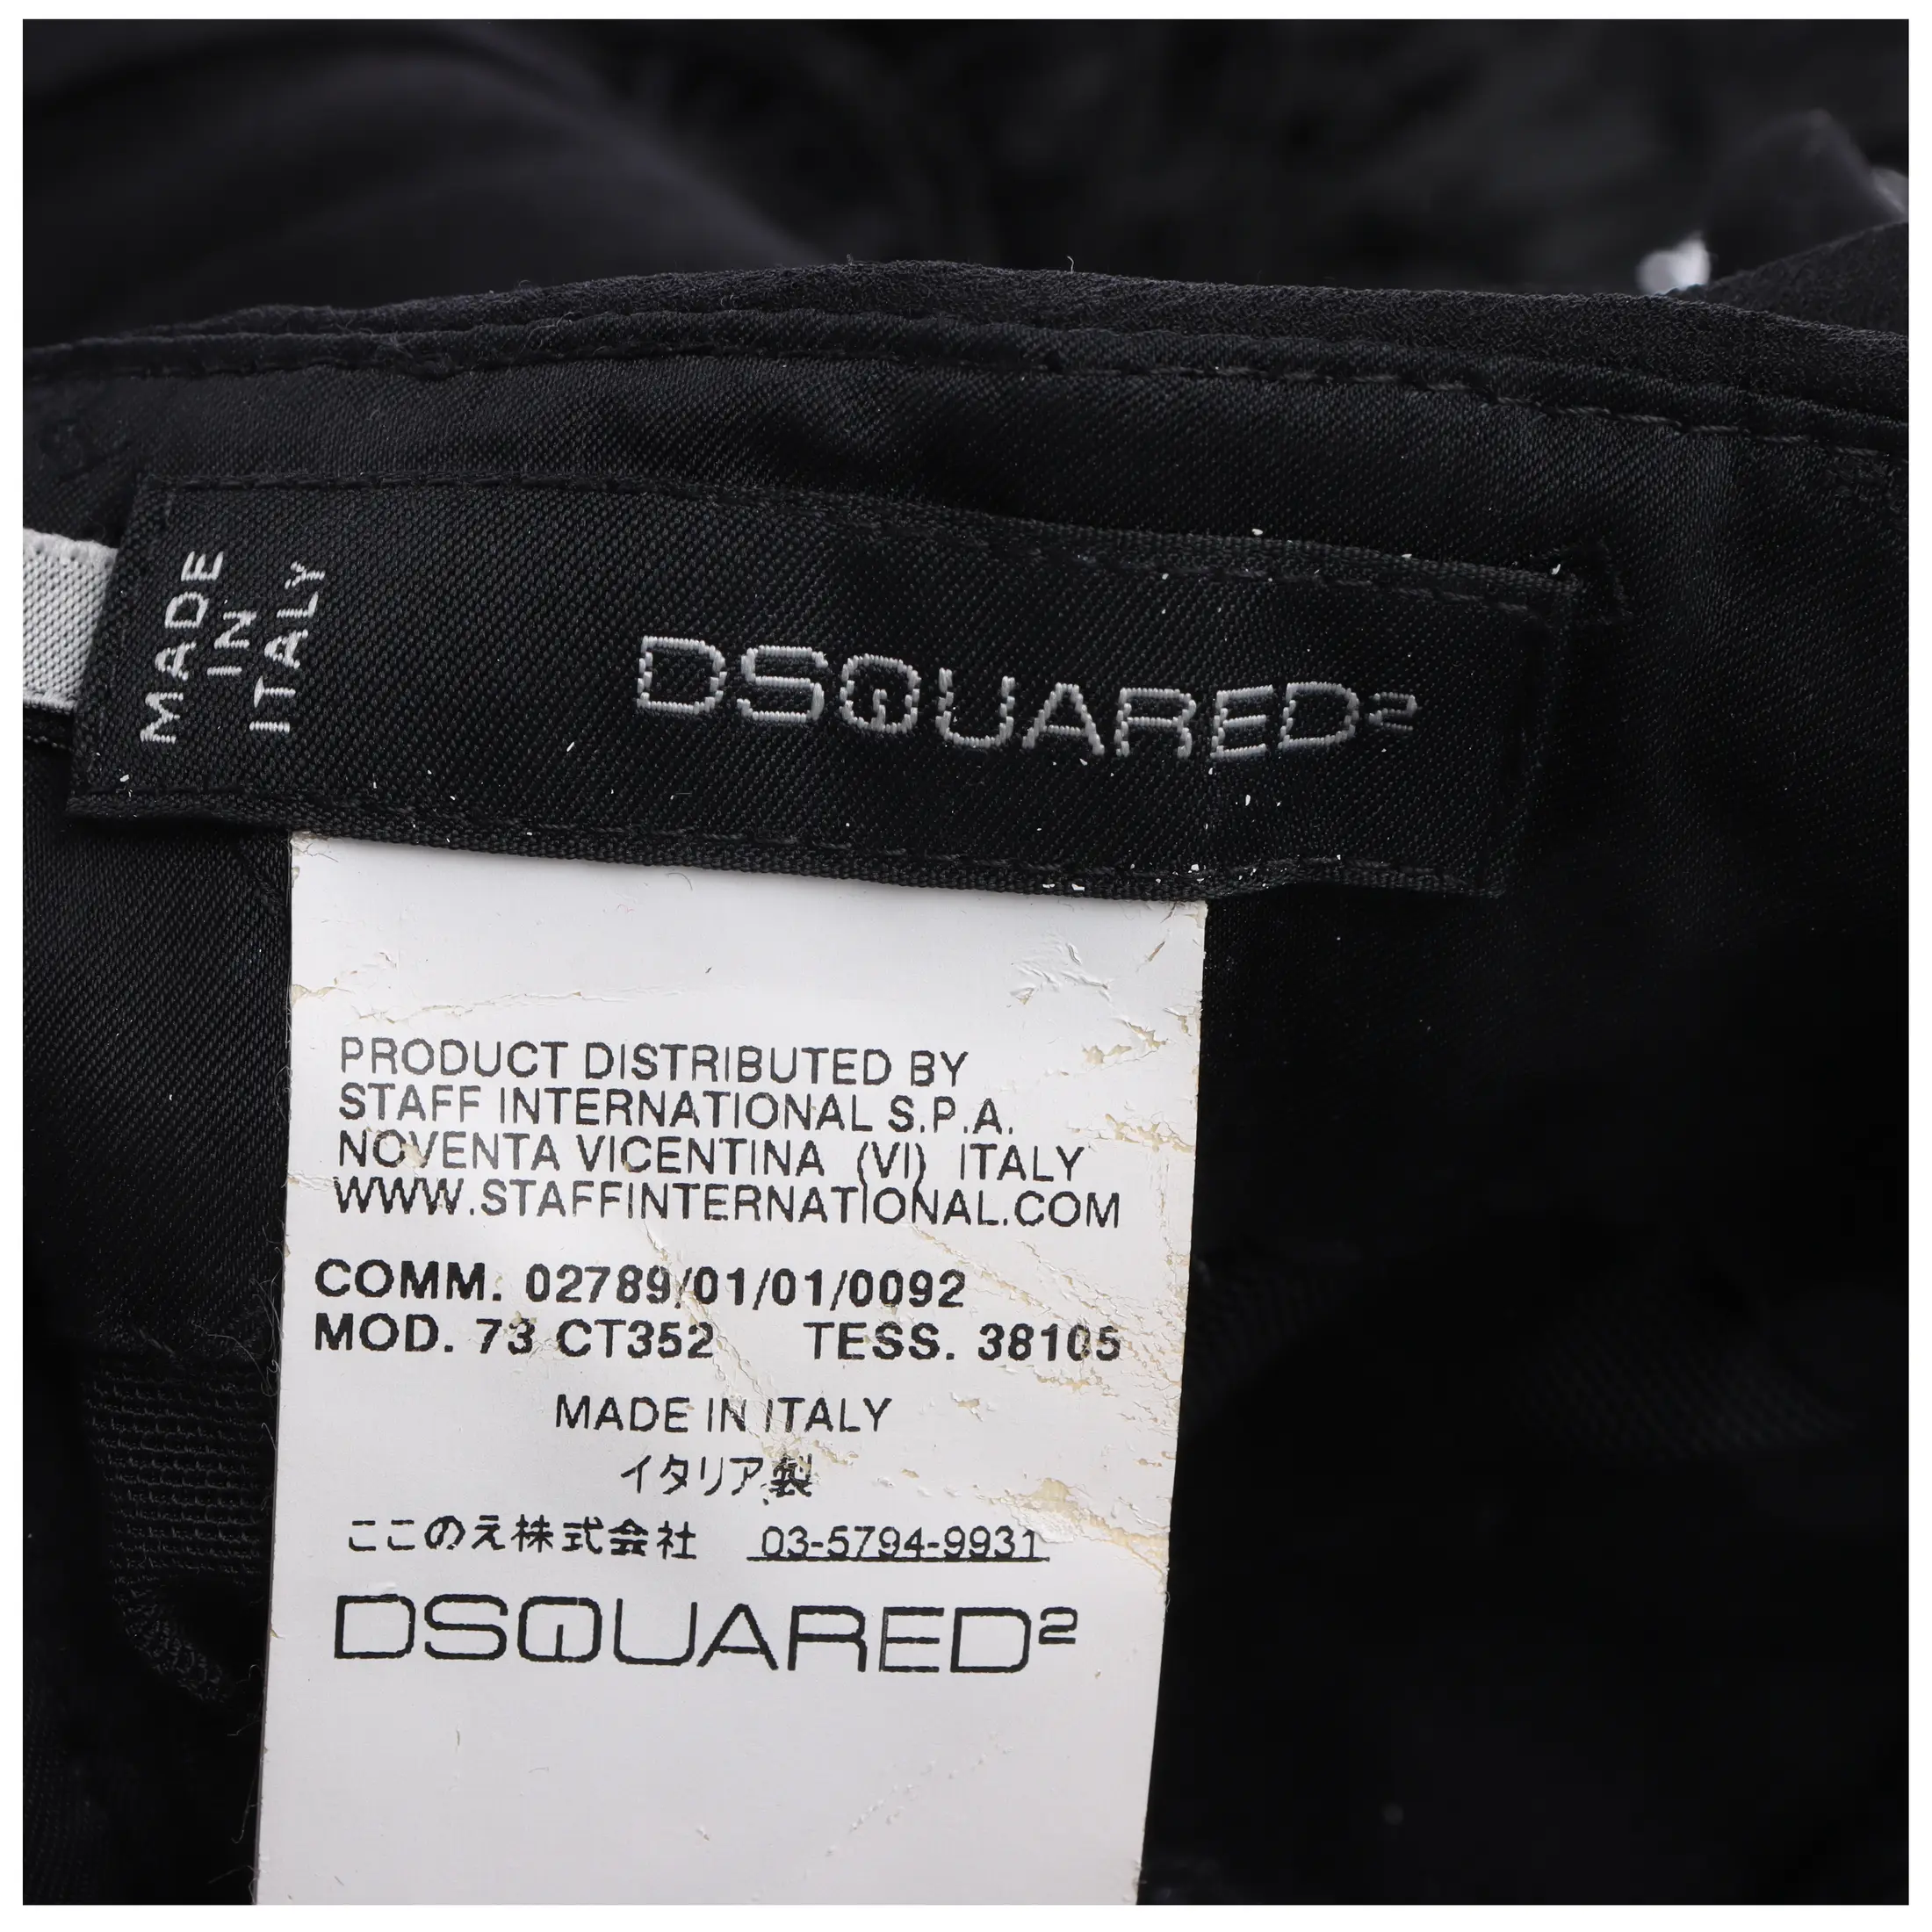 MADE
IN
ITALY
DSQUARED2
PRODUCT DISTRIBUTED BY
STAFF INTERNATIONAL S.P.A.
NOVENTA VICENTINA (VI) ITALY
WWW.STAFFINTERNATIONAL.COM
COMM. 02789/01/01/0092
MOD. 73 CT352 TESS. 38105
MADE IN ITALY
イタリア製
ここのえ株式会社 03-5794-9931
DSQUARED2